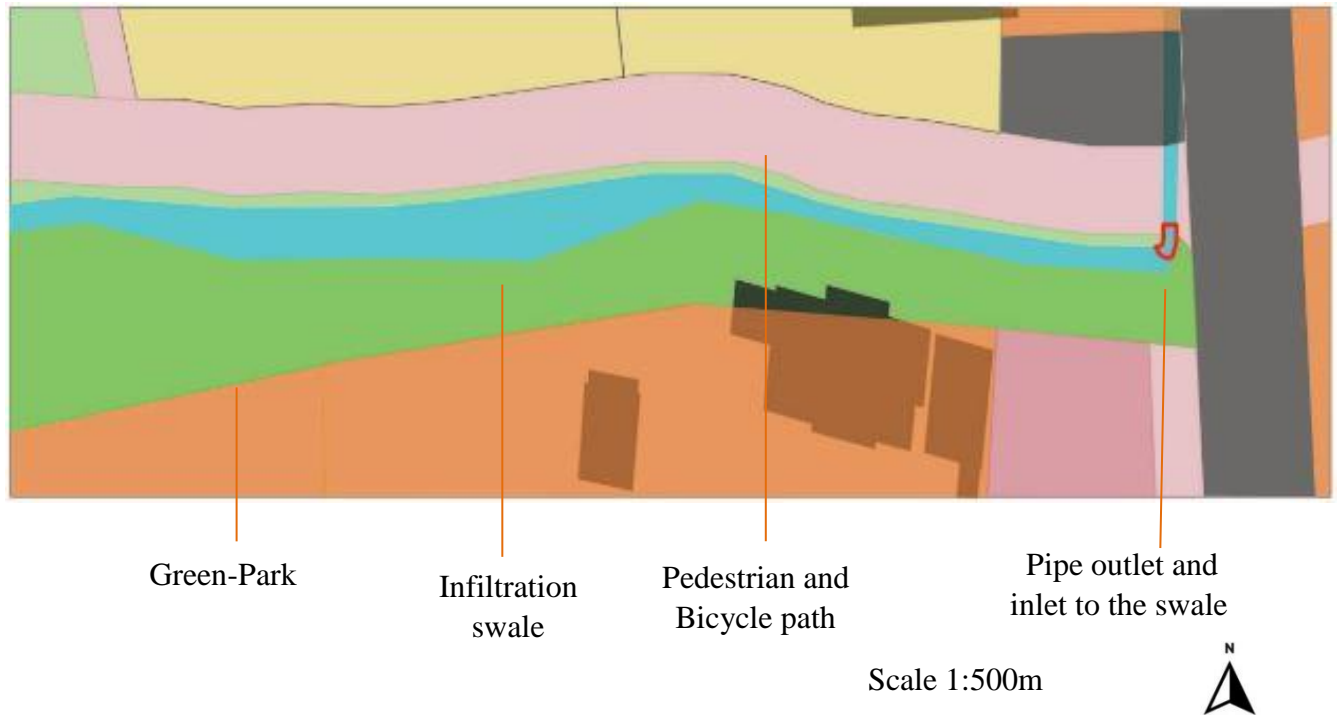 Green-Park
Infiltration
swale
Pedestrian and
Bicycle path
Pipe outlet and
inlet to the swale
Scale 1:500m
N